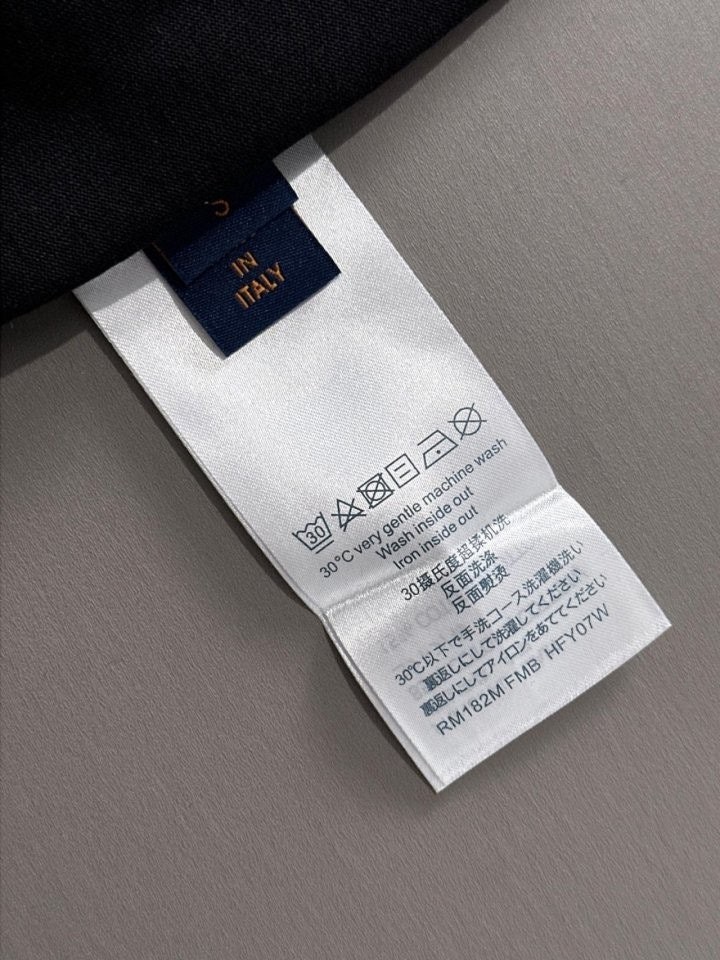 S
IN
ITALY
30
30°C very gentle machine wash
Wash inside out
Iron inside out
30摄氏度超揉机洗
反面洗涤
反面熨烫
30℃以下で手洗コース洗濯機洗い
裏返しにして洗濯してください
裏返しにしてアイロンをあててください
RM182M FMB HFY07W